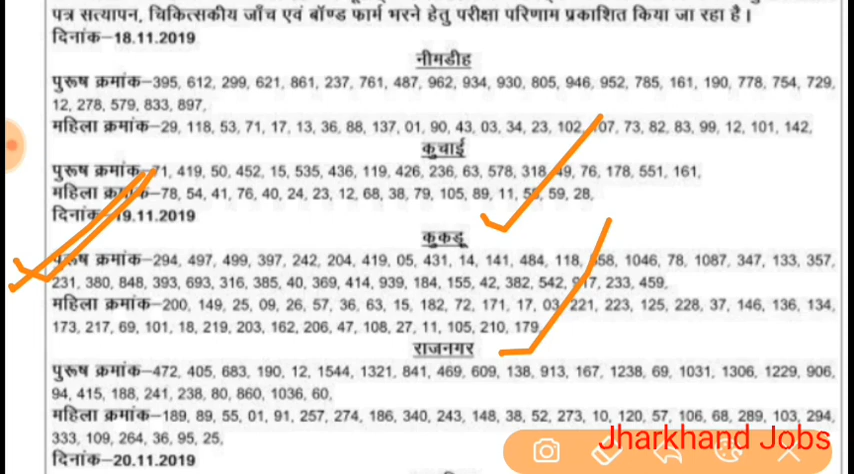 पत्र सत्यापन, चिकित्सकीय जाँच एवं बॉण्ड फार्म भरने हेतु परीक्षा परिणाम प्रकाशित किया जा रहा है।
दिनांक–18.11.2019
नीमडीह
पुरूष क्रमांक–395, 612, 299, 621, 861, 237, 761, 487, 962, 934, 930, 805, 946, 952, 785, 161, 190, 778, 754, 729,
12, 278, 579, 833, 897,
महिला क्रमांक–29, 118, 53, 71, 17, 13, 36, 88, 137, 01, 90, 43, 03, 34, 23, 102, 107, 73, 82, 83, 99, 12, 101, 142,
कुचाई
पुरूष क्रमांक–71, 419, 50, 452, 15, 535, 436, 119, 426, 236, 63, 578, 318, 49, 76, 178, 551, 161,
महिला क्रमांक–78, 54, 41, 76, 40, 24, 23, 12, 68, 38, 79, 105, 89, 11, 59, 28,
दिनांक–19.11.2019
कुकडू
पुरूष क्रमांक–294, 497, 499, 397, 242, 204, 419, 05, 431, 14, 141, 484, 118, 1046, 78, 1087, 347, 133, 357,
231, 380, 848, 393, 693, 316, 385, 40, 369, 414, 939, 184, 155, 42, 382, 542, 233, 459,
महिला क्रमांक–200, 149, 25, 09, 26, 57, 36, 63, 15, 182, 72, 171, 17, 03, 221, 223, 125, 228, 37, 146, 136, 134,
173, 217, 69, 101, 18, 219, 203, 162, 206, 47, 108, 27, 11, 105, 210, 179,
राजनगर
पुरूष क्रमांक–472, 405, 683, 190, 12, 1544, 1321, 841, 469, 609, 138, 913, 167, 1238, 69, 1031, 1306, 1229, 906,
94, 415, 188, 241, 238, 80, 860, 1036, 60,
महिला क्रमांक–189, 89, 55, 01, 91, 257, 274, 186, 340, 243, 148, 38, 52, 273, 10, 120, 57, 106, 68, 289, 103, 294,
333, 109, 264, 36, 95, 25,
Jharkhand Jobs
दिनांक–20.11.2019